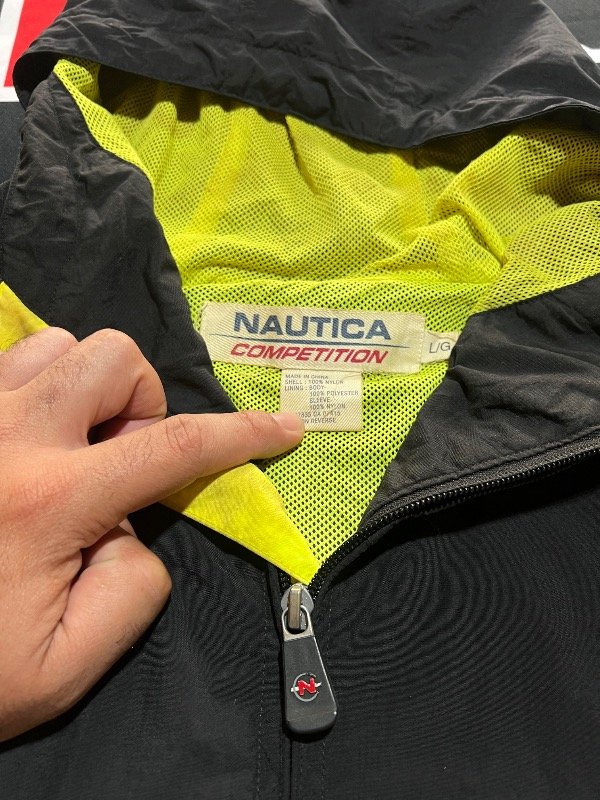 NAUTICA
COMPETITION
L/G
MADE IN CHINA
SHELL : 100% NYLON
LINING : BODY-
100% POLYESTER
SLEEVE-
100% NYLON
REVERSE
N